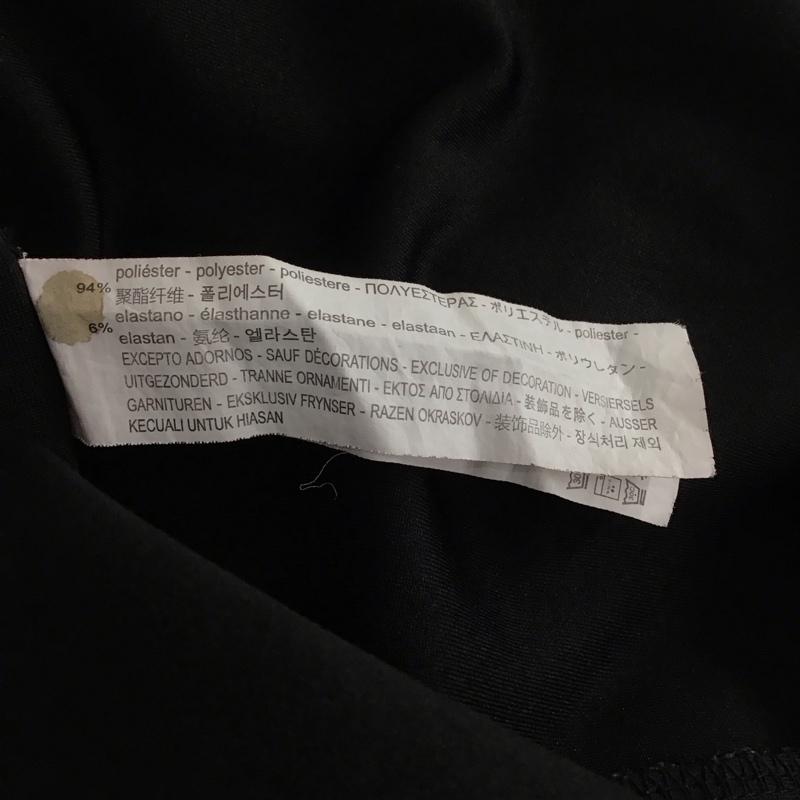 94% poliéster - polyester - poliestere - ΠΟΛΥΕΣΤΕΡΑΣ - ポリエステル - poliester -
聚酯纤维 - 폴리에스터
6% elastano - élasthanne - elastane - elastaan - ΕΛΑΣΤΙΝΗ - ポリウレタン -
elastan - 氨纶 - 엘라스탄
EXCEPTO ADORNOS - SAUF DÉCORATIONS - EXCLUSIVE OF DECORATION - VERSIERSELS
UITGEZONDERD - TRANNE ORNAMENTI - ΕΚΤΟΣ ΑΠΟ ΣΤΟΛΙΔΙΑ - 装飾品を除く - AUSSER
GARNITUREN - EKSKLUSIV FRYNSER - RAZEN OKRASKOV - 装饰品除外 - 장식처리 제외
KECUALI UNTUK HIASAN